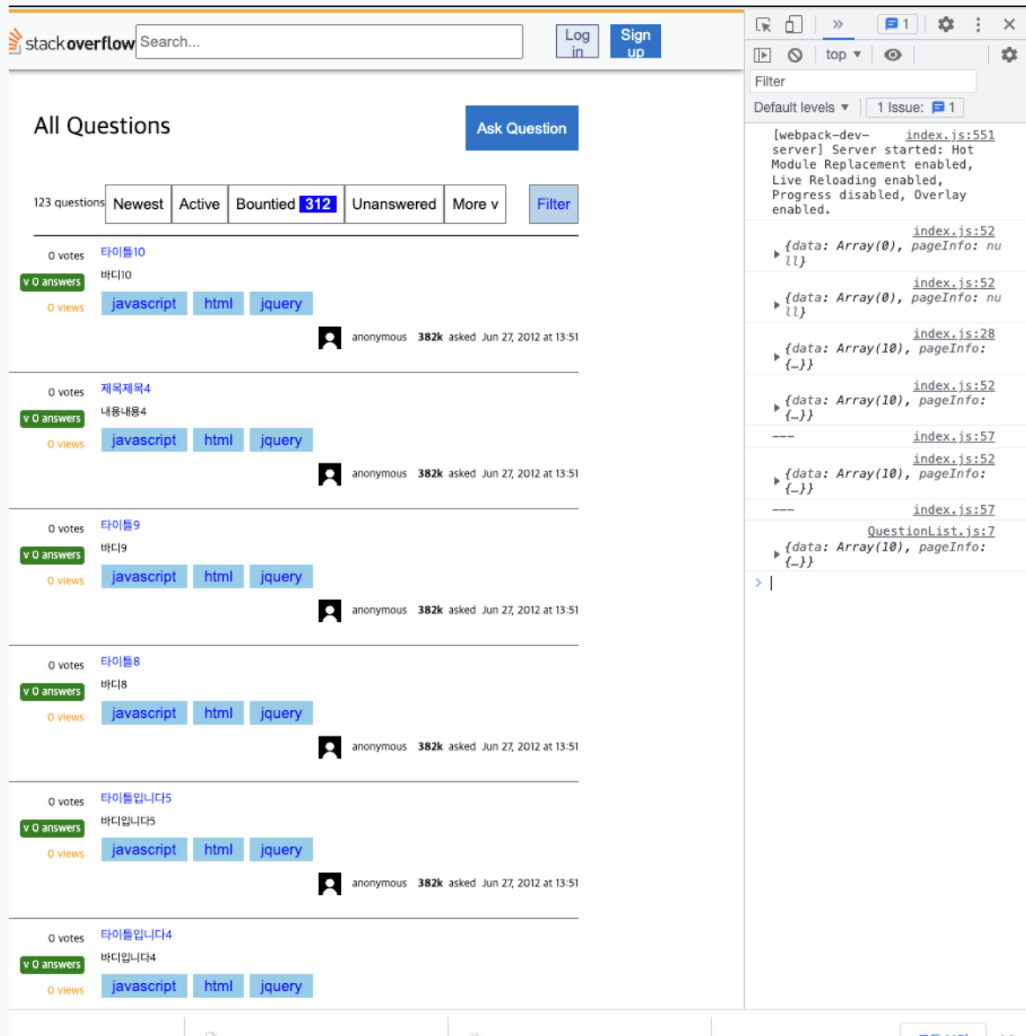 stackoverflow Search... Log in Sign up
All Questions Ask Question
123 questions Newest Active Bountied 312 Unanswered More v Filter
0 votes 타이틀10
v 0 answers 바디10
0 views javascript html jquery
anonymous 382k asked Jun 27, 2012 at 13:51
0 votes 제목제목4
v 0 answers 내용내용4
0 views javascript html jquery
anonymous 382k asked Jun 27, 2012 at 13:51
0 votes 타이틀9
v 0 answers 바디9
0 views javascript html jquery
anonymous 382k asked Jun 27, 2012 at 13:51
0 votes 타이틀8
v 0 answers 바디8
0 views javascript html jquery
anonymous 382k asked Jun 27, 2012 at 13:51
0 votes 타이틀입니다5
v 0 answers 바디입니다5
0 views javascript html jquery
anonymous 382k asked Jun 27, 2012 at 13:51
0 votes 타이틀입니다4
v 0 answers 바디입니다4
0 views javascript html jquery
1
top
Filter
Default levels 1 Issue: 1
[webpack-dev- index.js:551
server] Server started: Hot
Module Replacement enabled,
Live Reloading enabled,
Progress disabled, Overlay
enabled.
index.js:52
{data: Array(0), pageInfo: nu
ll}
index.js:52
{data: Array(0), pageInfo: nu
ll}
index.js:28
{data: Array(10), pageInfo:
{…}}
index.js:52
{data: Array(10), pageInfo:
{…}}
--- index.js:57
index.js:52
{data: Array(10), pageInfo:
{…}}
--- index.js:57
QuestionList.js:7
{data: Array(10), pageInfo:
{…}}
>